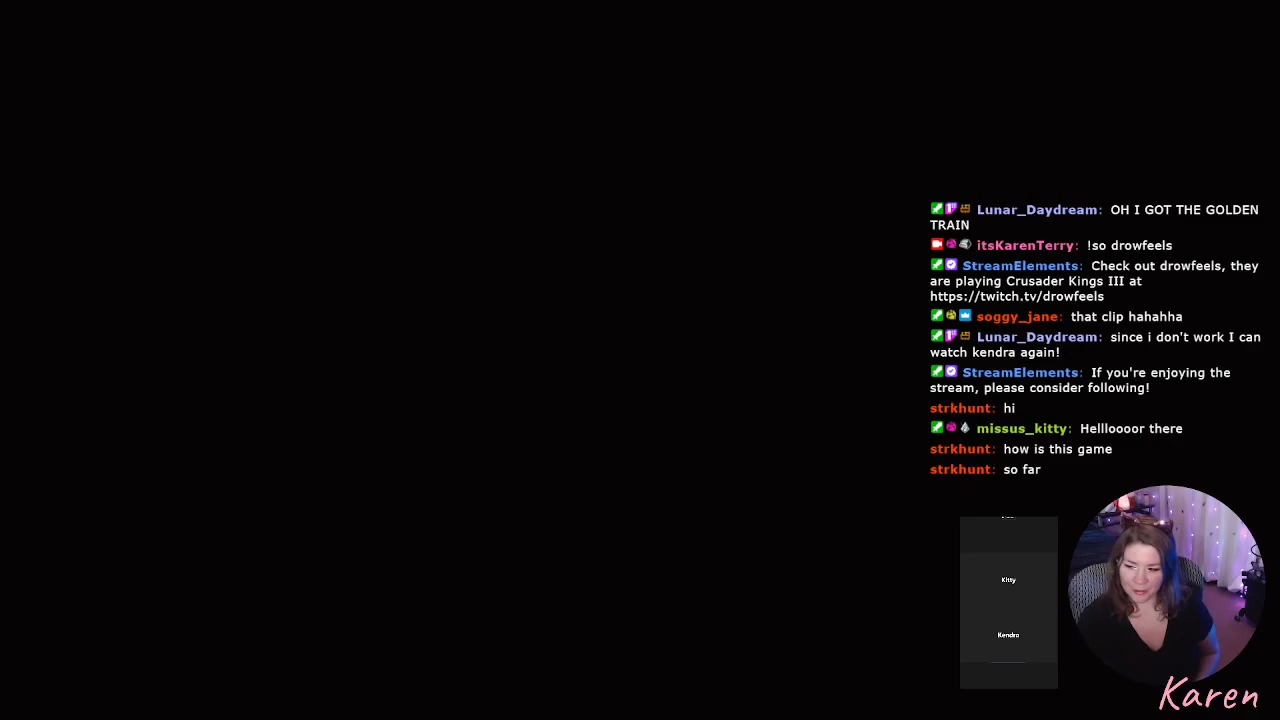 Lunar_Daydream: OH I GOT THE GOLDEN
TRAIN
itsKarenTerry: !so drowfeels
StreamElements: Check out drowfeels, they
are playing Crusader Kings III at
https://twitch.tv/drowfeels
soggy_jane: that clip hahahha
Lunar_Daydream: since i don't work I can
watch kendra again!
StreamElements: If you're enjoying the
stream, please consider following!
strkhunt: hi
missus_kitty: Hellloooor there
strkhunt: how is this game
strkhunt: so far
Kitty
Kendra
Karen